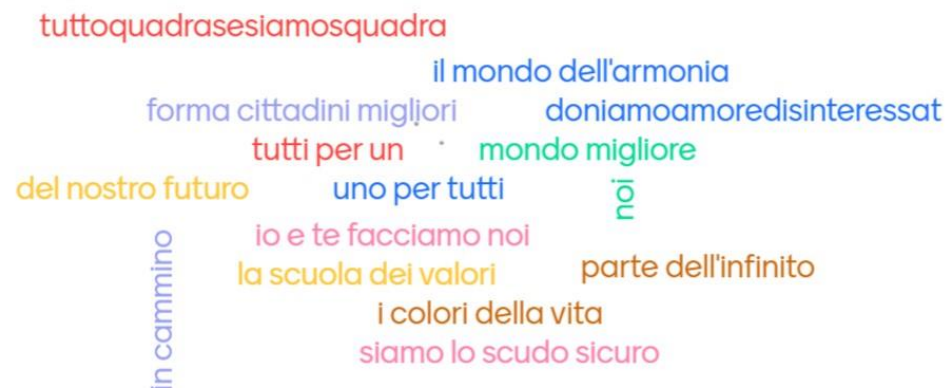 tuttoquadrasesiamosquadra
il mondo dell'armonia
forma cittadini migliori
doniamoamoredisinteressat
tutti per un
mondo migliore
del nostro futuro
uno per tutti
noi
io e te facciamo noi
parte dell'infinito
la scuola dei valori
in cammino
i colori della vita
siamo lo scudo sicuro